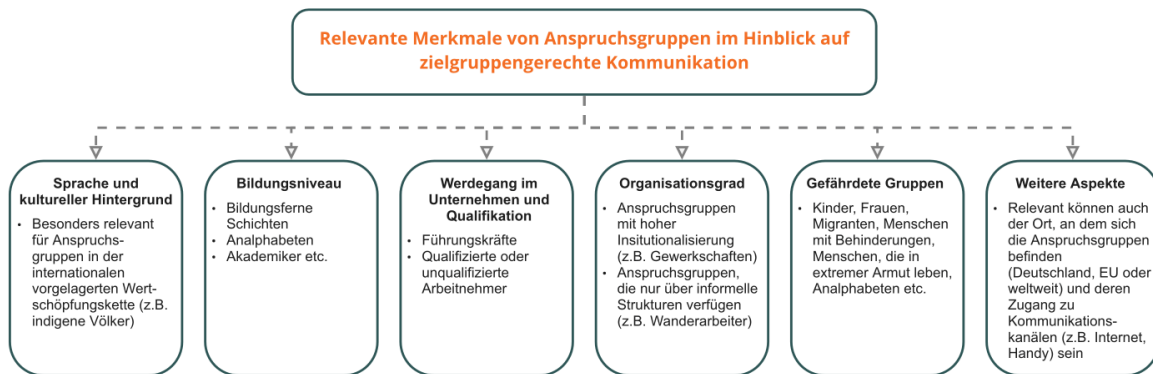 Relevante Merkmale von Anspruchsgruppen im Hinblick auf
zielgruppengerechte Kommunikation
Sprache und
kultureller Hintergrund
• Besonders relevant
für Anspruchs-
gruppen in der
internationalen
vorgelagerten Wert-
schöpfungskette (z.B.
indigene Völker)
Bildungsniveau
• Bildungsferne
Schichten
• Analphabeten
• Akademiker etc.
Werdegang im
Unternehmen und
Qualifikation
• Führungskräfte
• Qualifizierte oder
unqualifizierte
Arbeitnehmer
Organisationsgrad
• Anspruchsgruppen
mit hoher
Insitutionalisierung
(z.B. Gewerkschaften)
• Anspruchsgruppen,
die nur über informelle
Strukturen verfügen
(z.B. Wanderarbeiter)
Gefährdete Gruppen
• Kinder, Frauen,
Migranten, Menschen
mit Behinderungen,
Menschen, die in
extremer Armut leben,
Analphabeten etc.
Weitere Aspekte
• Relevant können auch
der Ort, an dem sich
die Anspruchsgruppen
befinden
(Deutschland, EU oder
weltweit) und deren
Zugang zu
Kommunikations-
kanälen (z.B. Internet,
Handy) sein